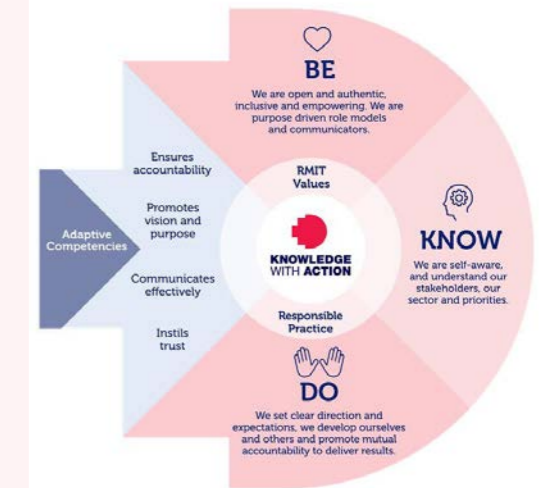 BE
We are open and authentic,
inclusive and empowering. We are
purpose driven role models
and communicators.
Ensures
accountability
Promotes
vision and
purpose
Communicates
effectively
Instils
trust
Adaptive
Competencies
RMIT
Values
KNOWLEDGE
WITH ACTION
Responsible
Practice
KNOW
We are self-aware,
and understand our
stakeholders, our
sector and priorities.
DO
We set clear direction and
expectations, we develop ourselves
and others and promote mutual
accountability to deliver results.